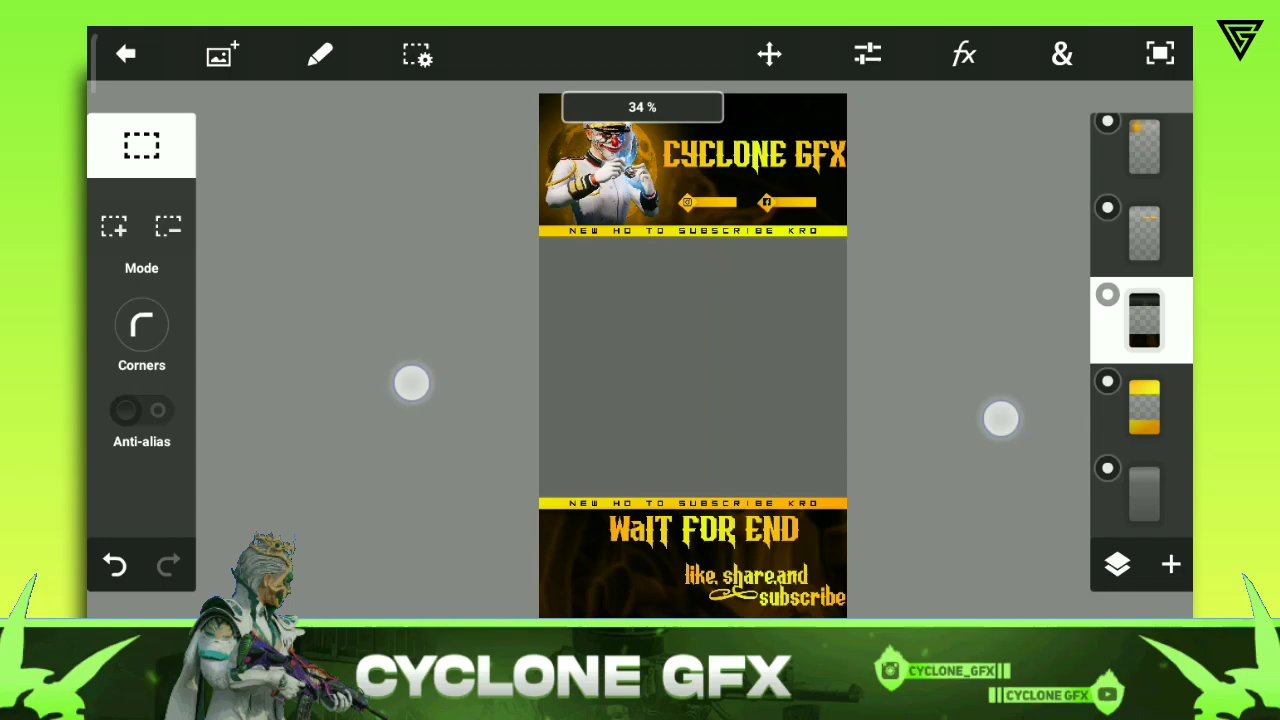 fx
&
34 %
CYCLONE GFX
NEW HO TO SUBSCRIBE KRO
Mode
Corners
Anti-alias
NEW HO TO SUBSCRIBE KRO
WaIT FOR END
like, share,and
subscribe
CYCLONE GFX
CYCLONE_GFX
CYCLONE GFX